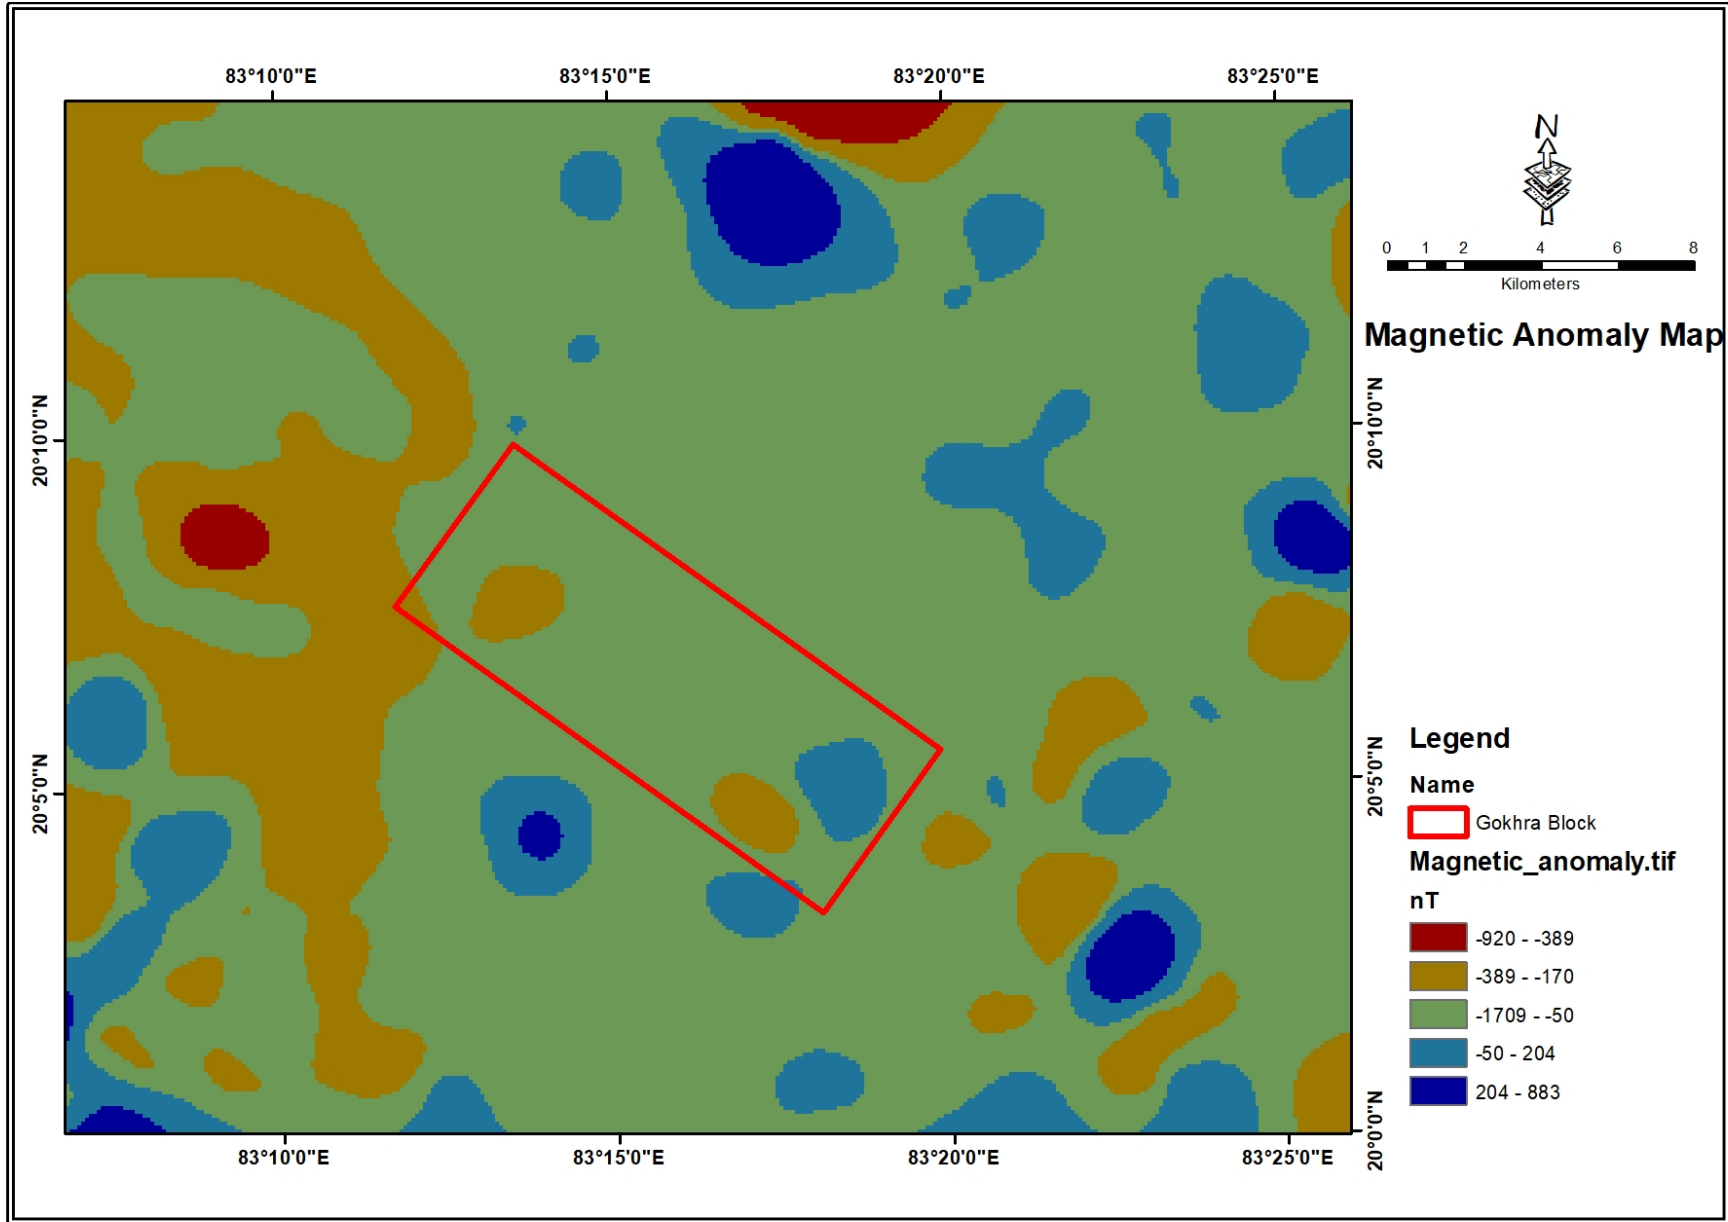 83°10'0"E 83°15'0"E 83°20'0"E 83°25'0"E
N
0 1 2 4 6 8
Kilometers
Magnetic Anomaly Map
20°10'0"N
20°10'0"N
20°5'0"N
20°5'0"N
20°0'0"N
Legend
Name
Gokhra Block
Magnetic_anomaly.tif
nT
-920 - -389
-389 - -170
-1709 - -50
-50 - 204
204 - 883
83°10'0"E 83°15'0"E 83°20'0"E 83°25'0"E